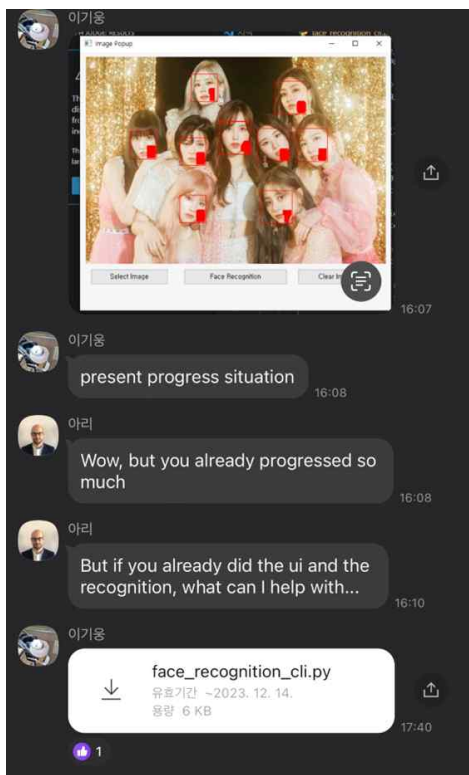 이기웅
Image Popup
Select Image
Face Recognition
Clear Im
16:07
이기웅
present progress situation
16:08
아리
Wow, but you already progressed so
much
16:08
아리
But if you already did the ui and the
recognition, what can I help with...
16:10
이기웅
face_recognition_cli.py
유효기간 ~2023. 12. 14.
용량 6 KB
17:40
1